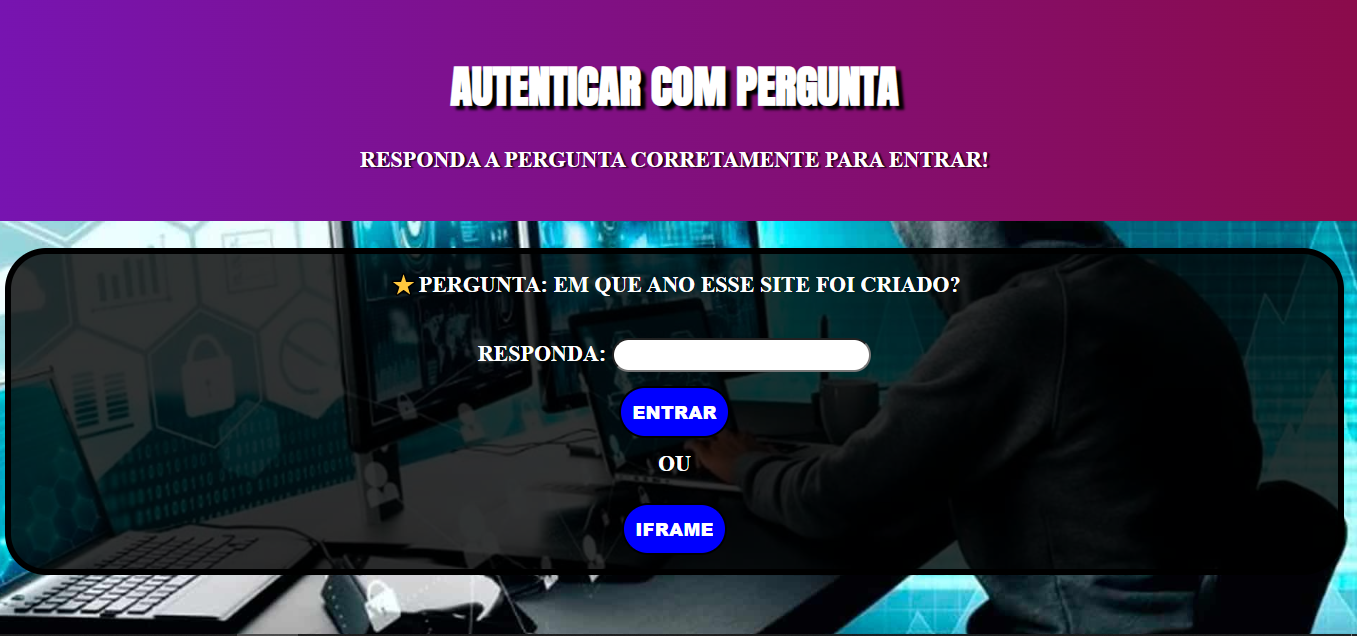 AUTENTICAR COM PERGUNTA
RESPONDA A PERGUNTA CORRETAMENTE PARA ENTRAR!
PERGUNTA: EM QUE ANO ESSE SITE FOI CRIADO?
RESPONDA:
ENTRAR
OU
IFRAME